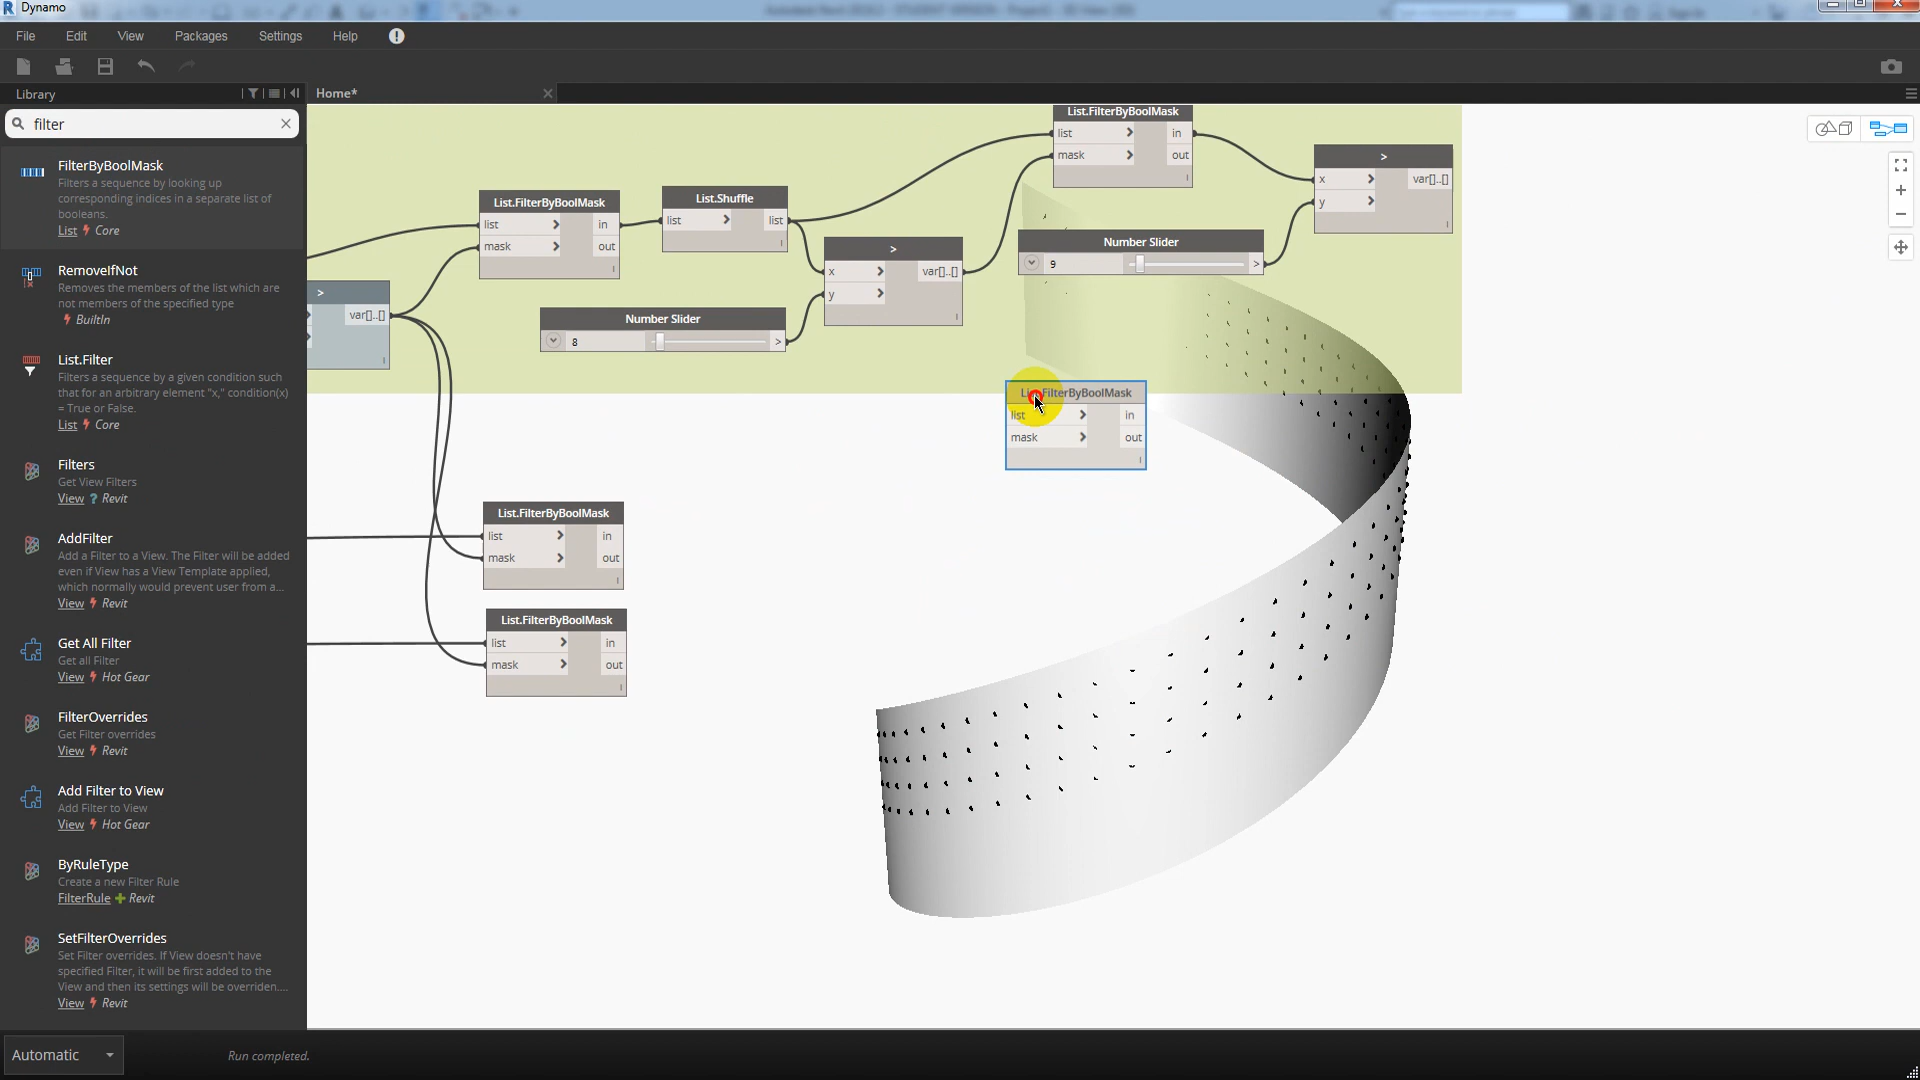 Dynamo
File Edit View Packages Settings Help
Library
Home*
filter
FilterByBoolMask
Filters a sequence by looking up
corresponding indices in a separate list of
booleans.
List Core
RemoveIfNot
Removes the members of the list which are
not members of the specified type
BuiltIn
List.Filter
Filters a sequence by a given condition such
that for an arbitrary element "x," condition(x)
= True or False.
List Core
Filters
Get View Filters
View ? Revit
AddFilter
Add a Filter to a View. The Filter will be added
even if View has a View Template applied,
which normally would prevent user from a...
View Revit
Get All Filter
Get all Filter
View Hot Gear
FilterOverrides
Get Filter overrides
View Revit
Add Filter to View
Add Filter to View
View Hot Gear
ByRuleType
Create a new Filter Rule
FilterRule Revit
SetFilterOverrides
Set Filter overrides. If View doesn't have
specified Filter, it will be first added to the
View and then its settings will be overriden....
View Revit
>
var[]..[]
List.FilterByBoolMask
list > in
mask > out
List.Shuffle
list > list
Number Slider
8 >
>
x > var[]..[]
y >
List.FilterByBoolMask
list > in
mask > out
Number Slider
9 >
>
x > var[]..[]
y >
List.FilterByBoolMask
list > in
mask > out
List.FilterByBoolMask
list > in
mask > out
List.FilterByBoolMask
list > in
mask > out
Automatic
Run completed.